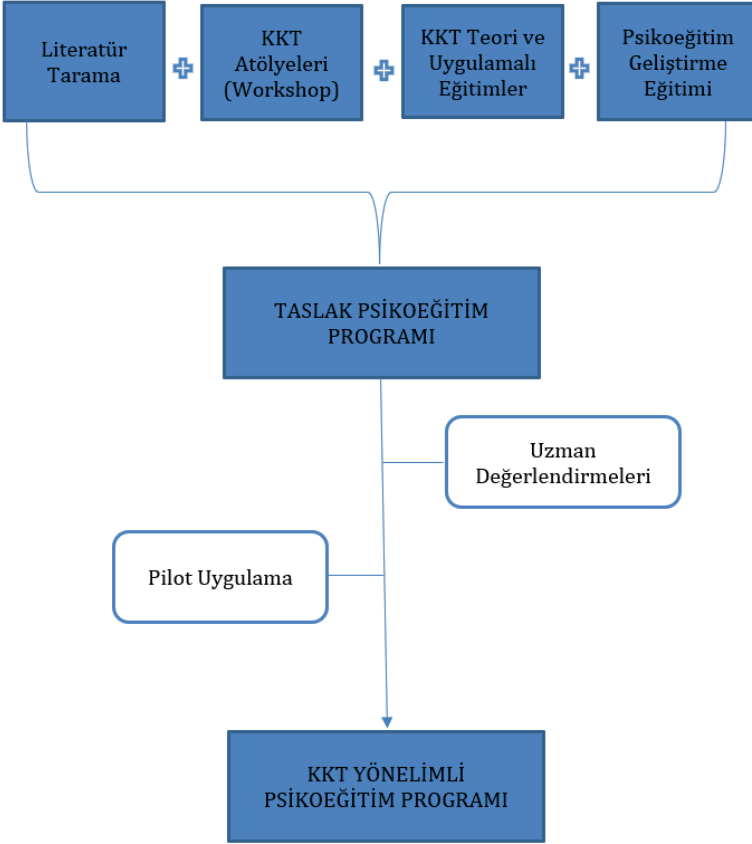 Literatür
Tarama
KKT
Atölyeleri
(Workshop)
KKT Teori ve
Uygulamalı
Eğitimler
Psikoeğitim
Geliştirme
Eğitimi
TASLAK PSİKOEĞİTİM
PROGRAMI
Uzman
Değerlendirmeleri
Pilot Uygulama
KKT YÖNELİMLİ
PSİKOEĞİTİM PROGRAMI